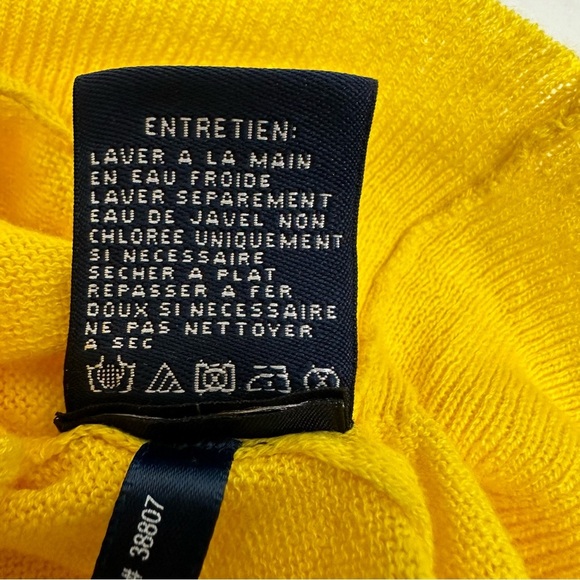 ENTRETIEN:
LAVER A LA MAIN
EN EAU FROIDE
LAVER SEPAREMENT
EAU DE JAVEL NON
CHLOREE UNIQUEMENT
SI NECESSAIRE
SECHER A PLAT
REPASSER A FER
DOUX SI NECESSAIRE
NE PAS NETTOYER
A SEC
# 38807